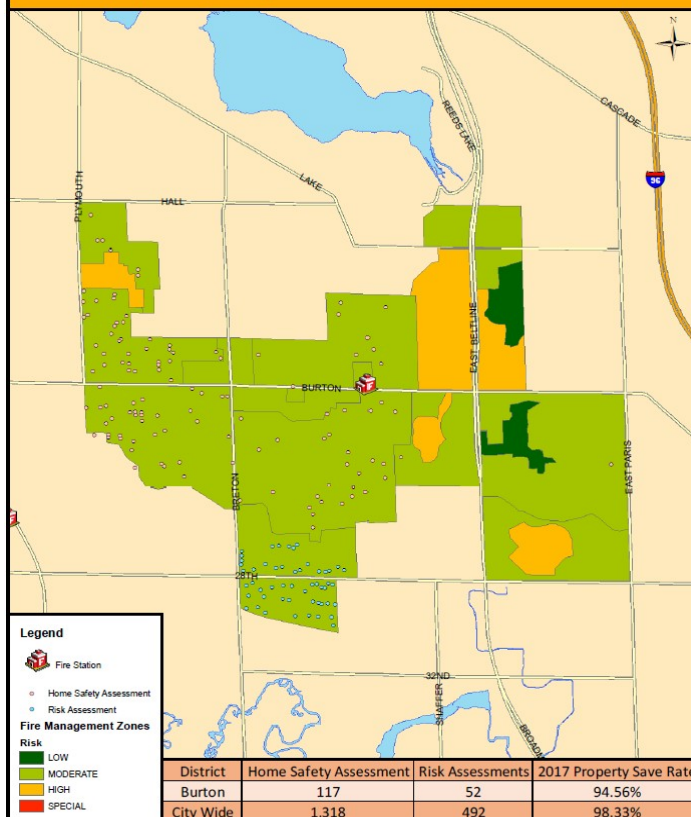 N
REEDS LAKE
CASCADE
PLYMOUTH
LAKE
HALL
96
EAST BELTLINE
BURTON
BRETON
EAST PARIS
28TH
32ND
SHAFFER
BROADM
Legend
Fire Station
Home Safety Assessment
Risk Assessment
Fire Management Zones
Risk
LOW
MODERATE
HIGH
SPECIAL
District Home Safety Assessment Risk Assessments 2017 Property Save Rate
Burton 117 52 94.56%
City Wide 1,318 492 98.33%